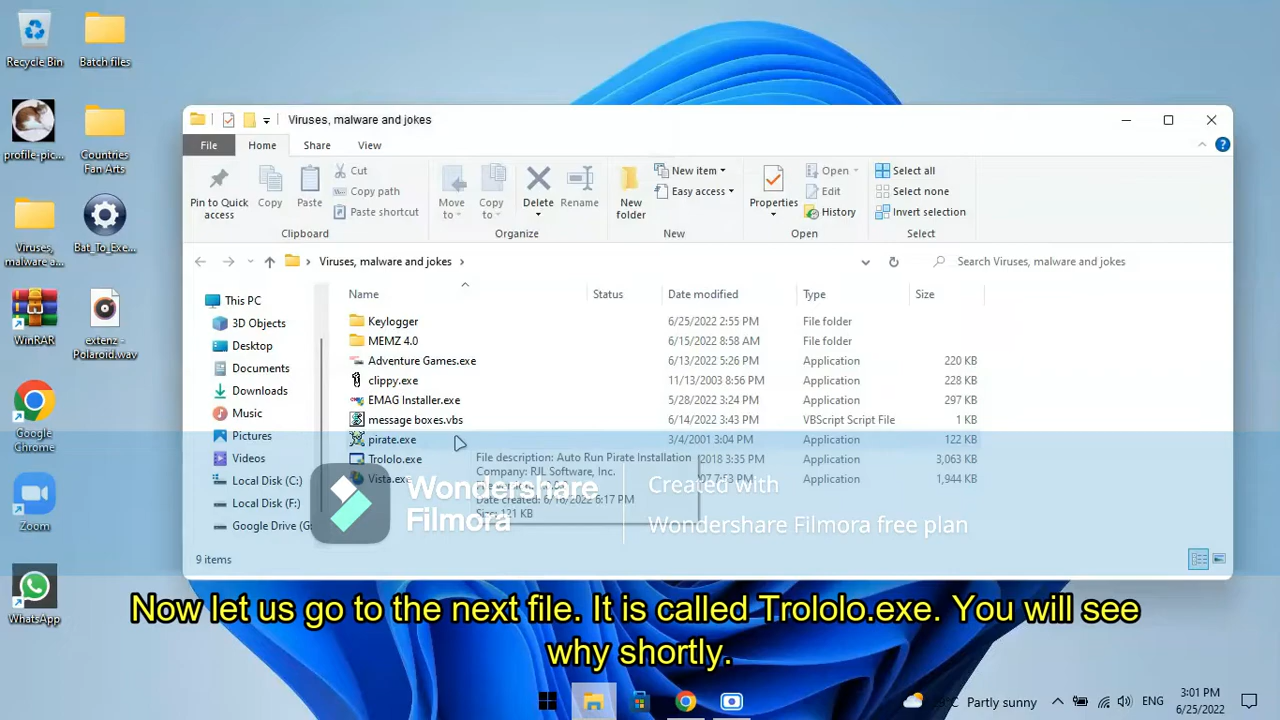 Recycle Bin
Batch files
profile-pic...
Countries
Fan Arts
Viruses,
malware a...
Bat_To_Exe...
WinRAR
extenz -
Polaroid.wav
Google
Chrome
Zoom
WhatsApp
Viruses, malware and jokes
File Home Share View
Pin to Quick
access
Copy
Paste
Cut
Copy path
Paste shortcut
Clipboard
Move
to
Copy
to
Delete
Rename
Organize
New
folder
New item
Easy access
New
Properties
Open
Edit
History
Open
Select all
Select none
Invert selection
Select
Viruses, malware and jokes
Search Viruses, malware and jokes
This PC
3D Objects
Desktop
Documents
Downloads
Music
Pictures
Videos
Local Disk (C:)
Local Disk (F:)
Google Drive (G:
Name Status Date modified Type Size
Keylogger 6/25/2022 2:55 PM File folder
MEMZ 4.0 6/15/2022 8:58 AM File folder
Adventure Games.exe 6/13/2022 5:26 PM Application 220 KB
clippy.exe 11/13/2003 8:56 PM Application 228 KB
EMAG Installer.exe 5/28/2022 3:24 PM Application 297 KB
message boxes.vbs 6/14/2022 3:43 PM VBScript Script File 1 KB
pirate.exe 3/4/2001 3:04 PM Application 122 KB
Trololo.exe 2018 3:35 PM Application 3,063 KB
Vista.exe 7:53 PM Application 1,944 KB
File description: Auto Run Pirate Installation
Company: RJL Software, Inc.
Date created: 6/16/2022 6:17 PM
Size: 121 KB
Wondershare
Filmora
Created with
Wondershare Filmora free plan
9 items
Now let us go to the next file. It is called Trololo.exe. You will see
why shortly.
Partly sunny
ENG
3:01 PM
6/25/2022